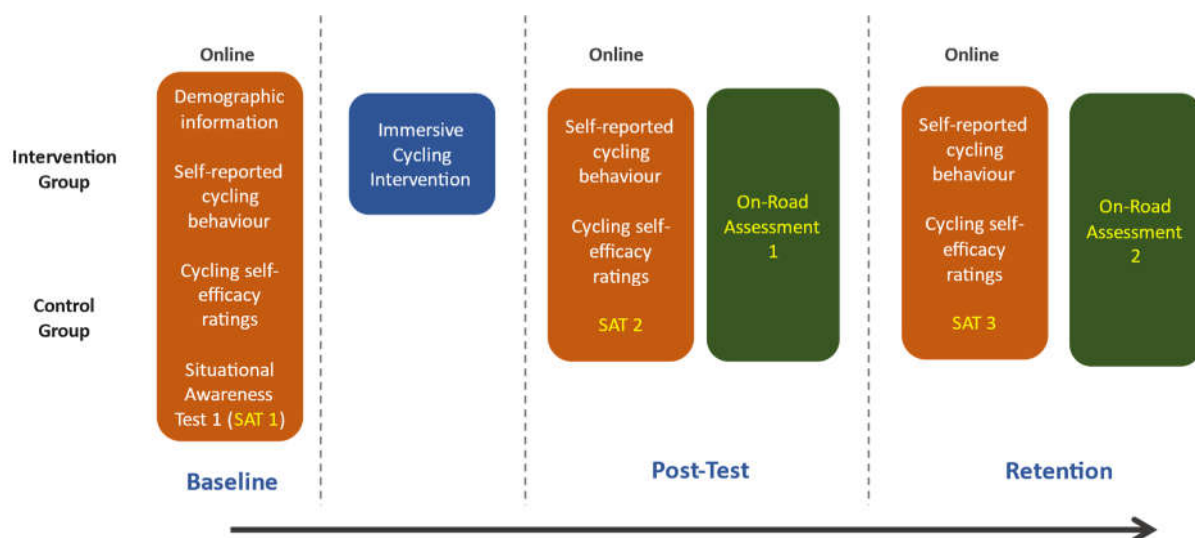 Online
Online
Online
Intervention
Group
Control
Group
Demographic
information
Self-reported
cycling
behaviour
Cycling self-
efficacy
ratings
Situational
Awareness
Test 1 (SAT 1)
Baseline
Immersive
Cycling
Intervention
Self-reported
cycling
behaviour
Cycling self-
efficacy
ratings
SAT 2
On-Road
Assessment
1
Post-Test
Self-reported
cycling
behaviour
Cycling self-
efficacy
ratings
SAT 3
On-Road
Assessment
2
Retention